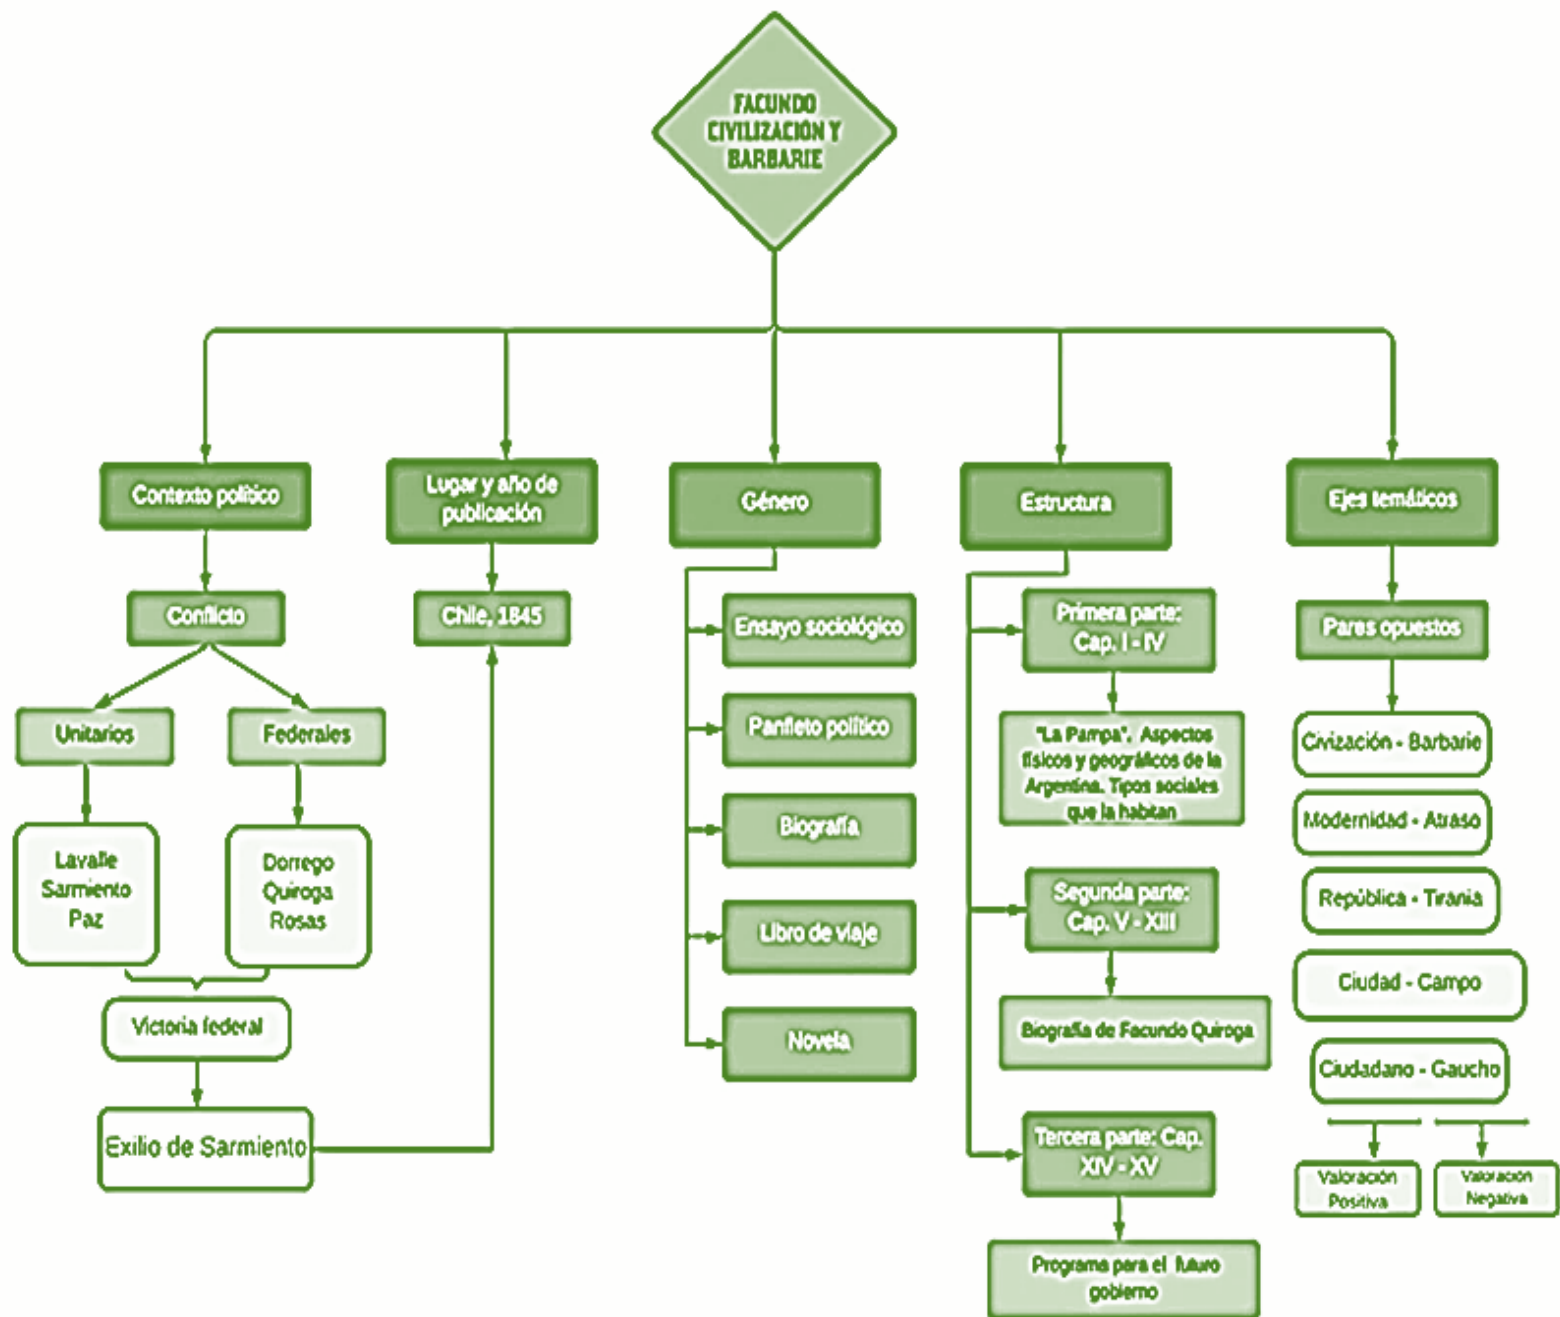 FACUNDO
CIVILIZACIÓN Y
BARBARIE
Contexto político
Conflicto
Unitarios
Federales
Lavalle
Sarmiento
Paz
Dorrego
Quiroga
Rosas
Victoria federal
Exilio de Sarmiento
Lugar y año de
publicación
Chile, 1845
Género
Ensayo sociológico
Panfleto político
Biografía
Libro de viaje
Novela
Estructura
Primera parte:
Cap. I - IV
"La Pampa". Aspectos
físicos y geográficos de la
Argentina. Tipos sociales
que la habitan
Segunda parte:
Cap. V - XIII
Biografía de Facundo Quiroga
Tercera parte: Cap.
XIV - XV
Programa para el futuro
gobierno
Ejes temáticos
Pares opuestos
Civización - Barbarie
Modernidad - Atraso
República - Tirania
Ciudad - Campo
Ciudadano - Gaucho
Valoración
Positiva
Valoración
Negativa